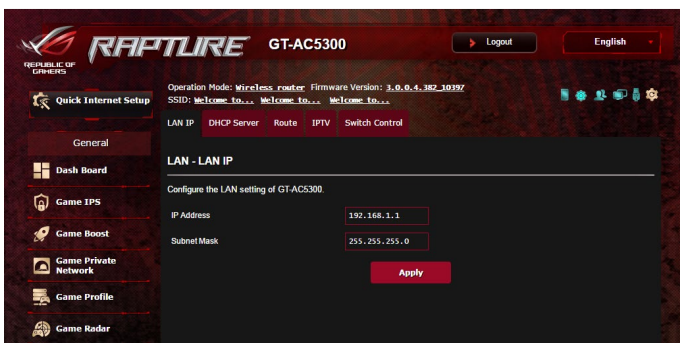 REPUBLIC OF
GAMERS
RAPTURE
GT-AC5300
Logout
English
Quick Internet Setup
Operation Mode: Wireless router Firmware Version: 3.0.0.4.382_10397
SSID: Welcome to... Welcome to... Welcome to...
LAN IP DHCP Server Route IPTV Switch Control
General
Dash Board
Game IPS
Game Boost
Game Private
Network
Game Profile
Game Radar
LAN - LAN IP
Configure the LAN setting of GT-AC5300.
IP Address 192.168.1.1
Subnet Mask 255.255.255.0
Apply